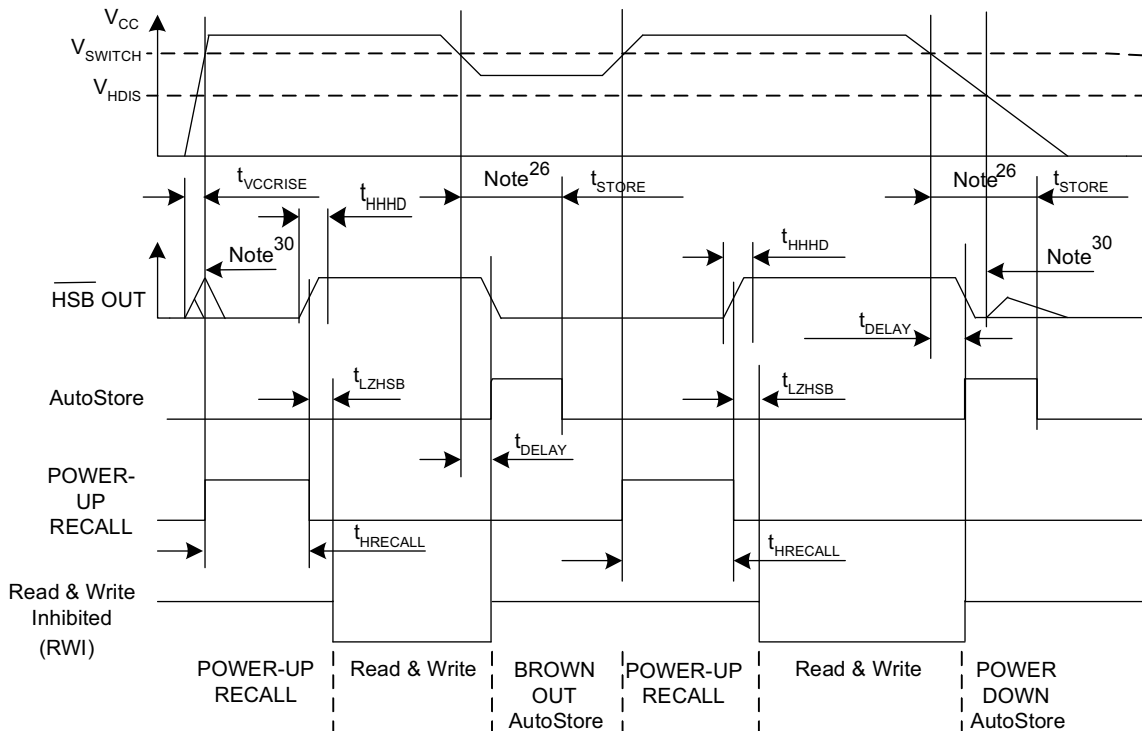 VCC
VSWITCH
VHDIS
tVCCRISE
Note26
tSTORE
Note26
tSTORE
tHHHD
Note30
tHHHD
Note30
HSB OUT
tDELAY
tLZHSB
tLZHSB
AutoStore
tDELAY
POWER-
UP
RECALL
tHRECALL
tHRECALL
Read & Write
Inhibited
(RWI)
POWER-UP
RECALL
Read & Write
BROWN
OUT
AutoStore
POWER-UP
RECALL
Read & Write
POWER
DOWN
AutoStore